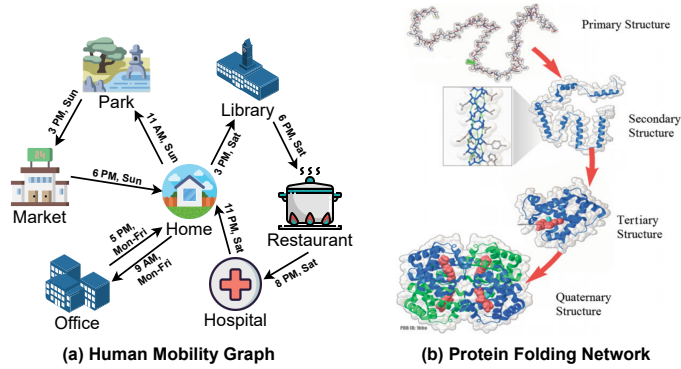 Park
Library
3 PM, Sun
11 AM, Sun
3 PM, Sat
6 PM, Sat
24
6 PM, Sun
Market
Home
Restaurant
5 PM,
Mon-Fri
9 AM,
Mon-Fri
11 PM, Sat
8 PM, Sat
Office
Hospital
(a) Human Mobility Graph
Primary Structure
Secondary
Structure
Tertiary
Structure
Quaternary
Structure
(b) Protein Folding Network